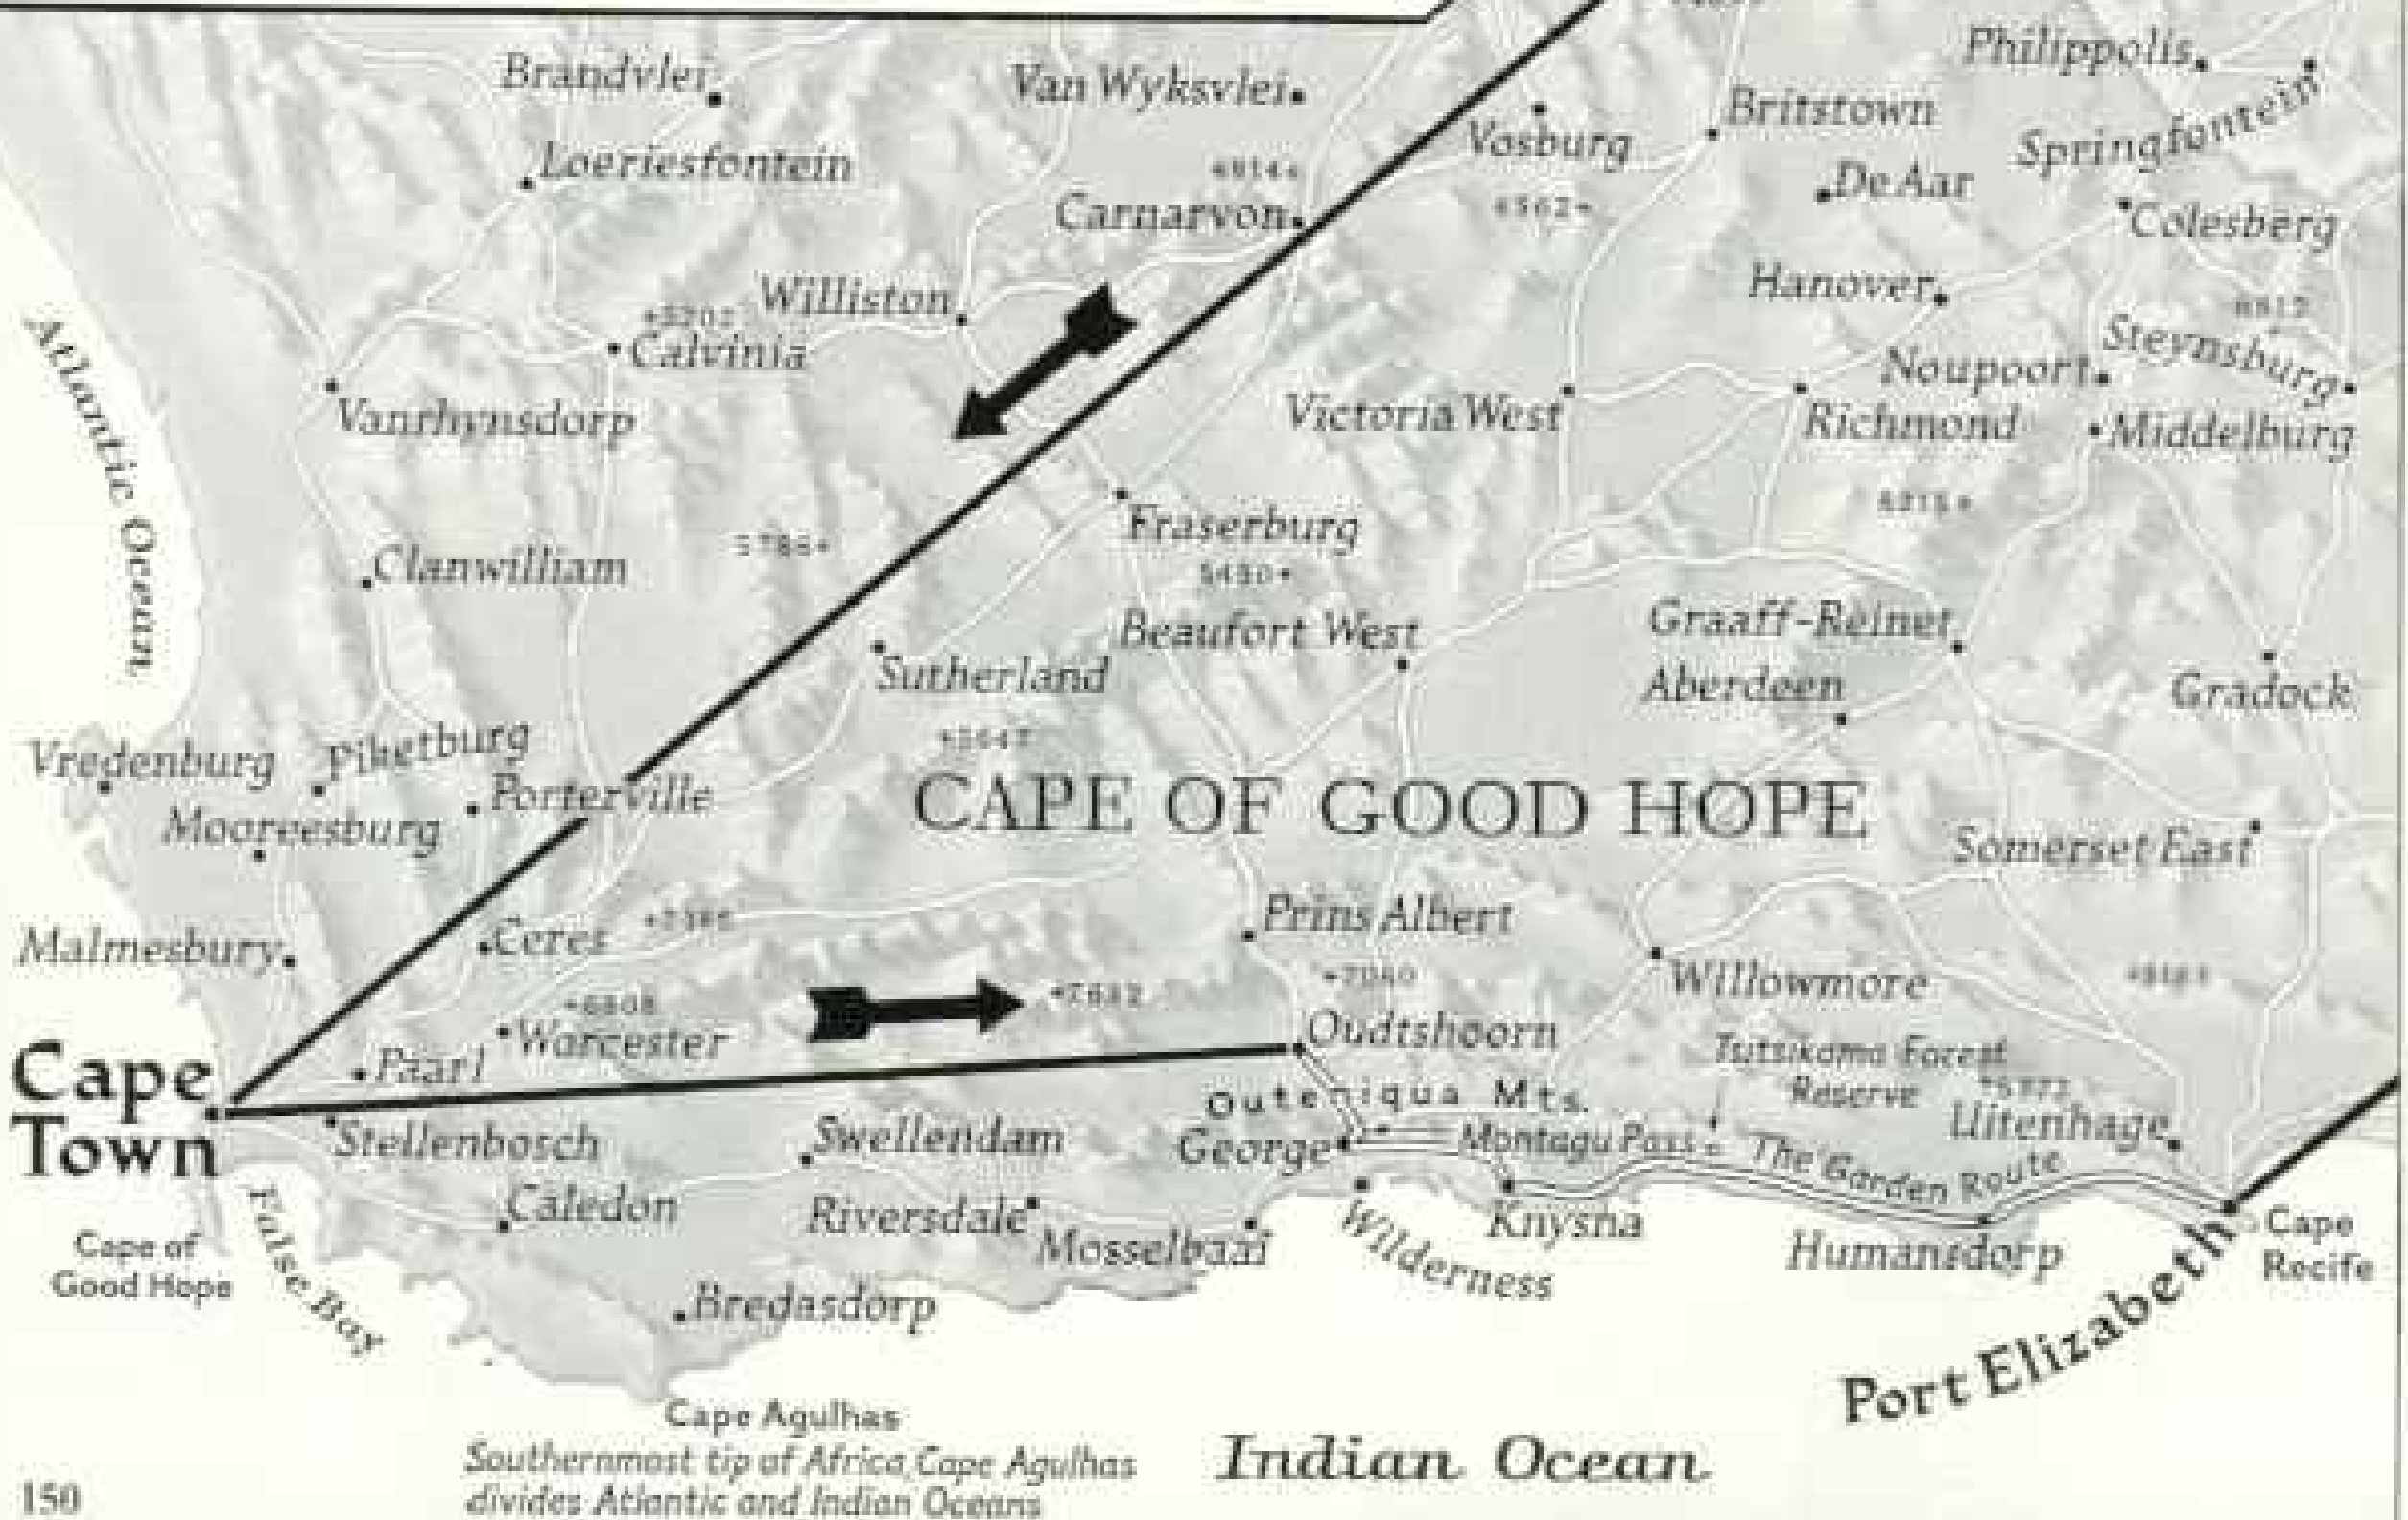 Brandvlei
Van Wyksvlei
Philippolis
Britstown
Springfontein
Vosburg
Loeriesfontein
De Aar
Carnarvon
Colesberg
Hanover
Williston
Calvinia
Steynsburg
Noupoort
Vanrhynsdorp
Victoria West
Richmond
Middelburg
Atlantic Ocean
Fraserburg
Clanwilliam
5430
Beaufort West
Graaff-Reinet
Sutherland
Aberdeen
Gradock
Vredenburg
Piketburg
Porterville
CAPE OF GOOD HOPE
Mooreesburg
Somerset East
Prins Albert
Malmesbury
Ceres
Willowmore
+6808
+7632
+7060
Worcester
Oudtshoorn
Tsitsikama Forest
Reserve
Cape
Town
Paarl
Outeniqua Mts.
Stellenbosch
Swellendam
George
Montagu Pass
The Garden Route
Uitenhage
Caledon
Riversdale
Mosselbaai
Wilderness
Knysna
Humansdorp
Port Elizabeth
Cape
Recife
Cape of
Good Hope
False Bay
Bredasdorp
Cape Agulhas
Southernmost tip of Africa, Cape Agulhas
divides Atlantic and Indian Oceans
Indian Ocean
150